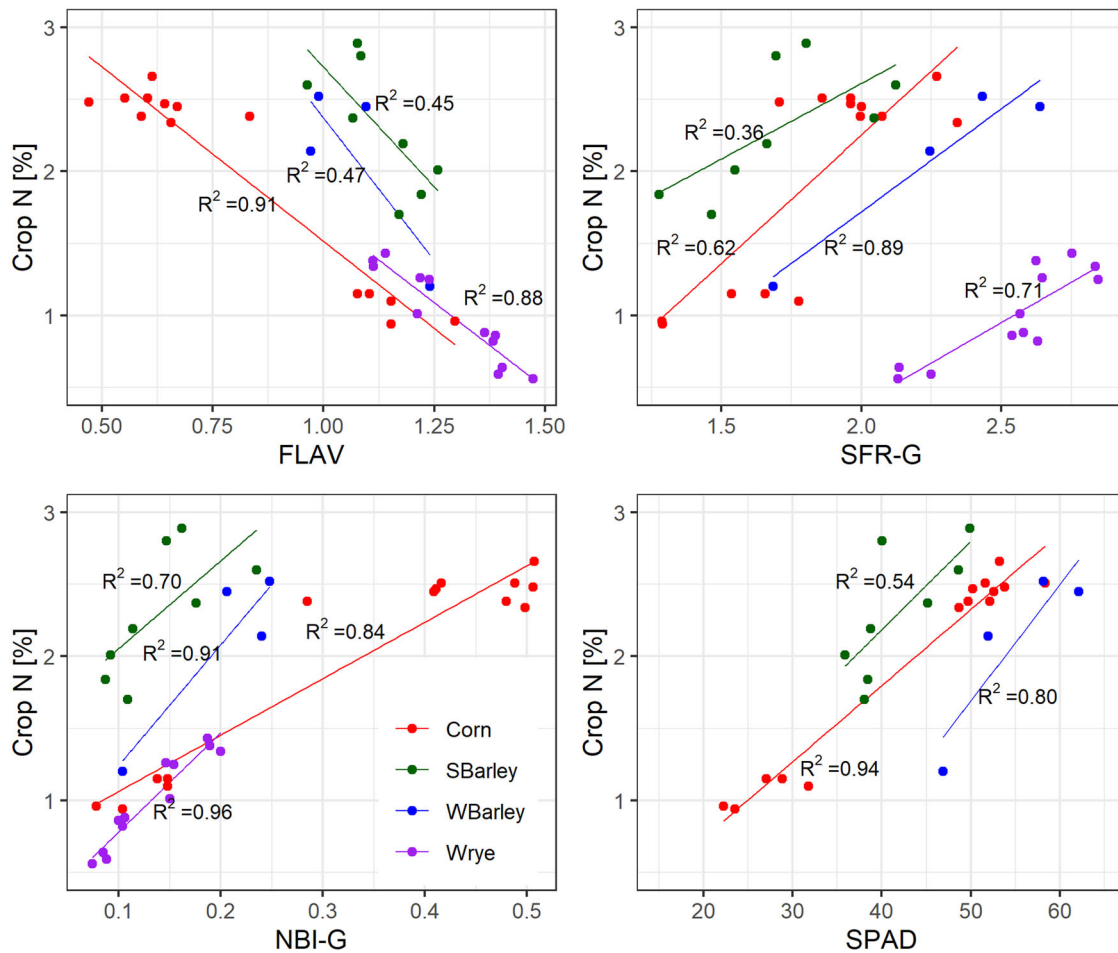 3
2
1
Crop N [%]
R² =0.45
R² =0.47
R² =0.91
R² =0.88
0.50 0.75 1.00 1.25 1.50
FLAV
3
2
1
Crop N [%]
R² =0.36
R² =0.62
R² =0.89
R² =0.71
1.5 2.0 2.5
SFR-G
3
2
1
Crop N [%]
R² =0.70
R² =0.91
R² =0.84
R² =0.96
Corn
SBarley
WBarley
Wrye
0.1 0.2 0.3 0.4 0.5
NBI-G
3
2
1
Crop N [%]
R² =0.54
R² =0.80
R² =0.94
20 30 40 50 60
SPAD